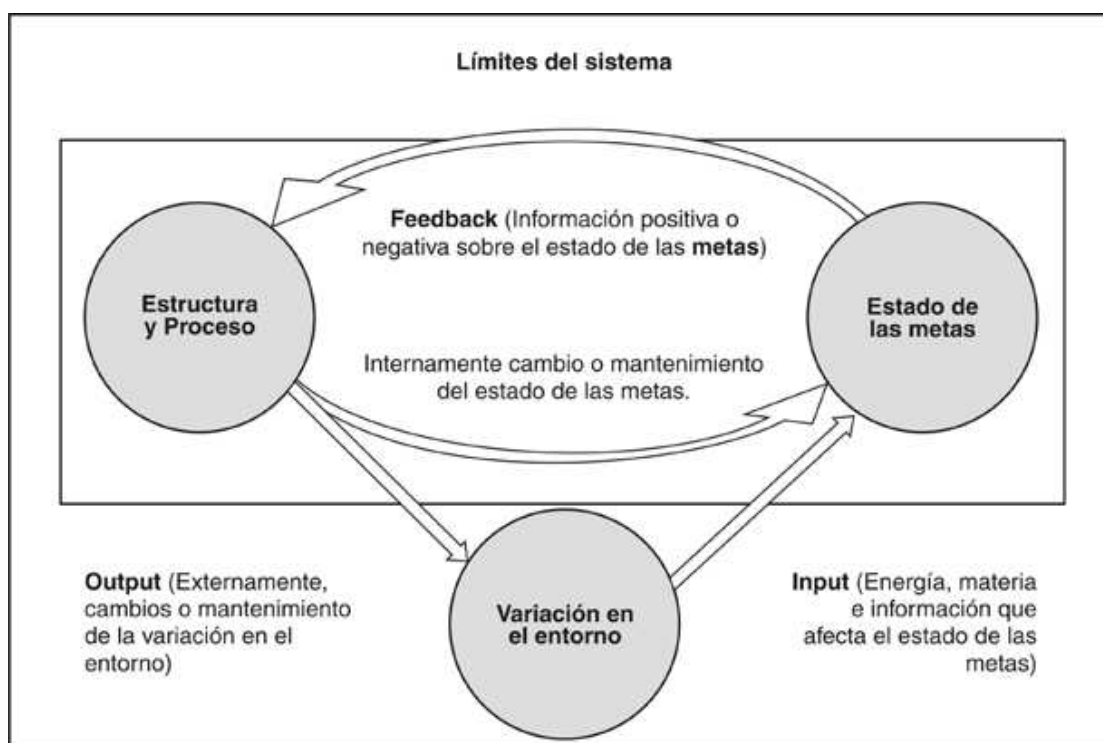 Límites del sistema
Feedback (Información positiva o
negativa sobre el estado de las metas)
Estructura
y Proceso
Estado de
las metas
Internamente cambio o mantenimiento
del estado de las metas.
Output (Externamente,
cambios o mantenimiento
de la variación en el
entorno)
Variación en
el entorno
Input (Energía, materia
e información que
afecta el estado de las
metas)